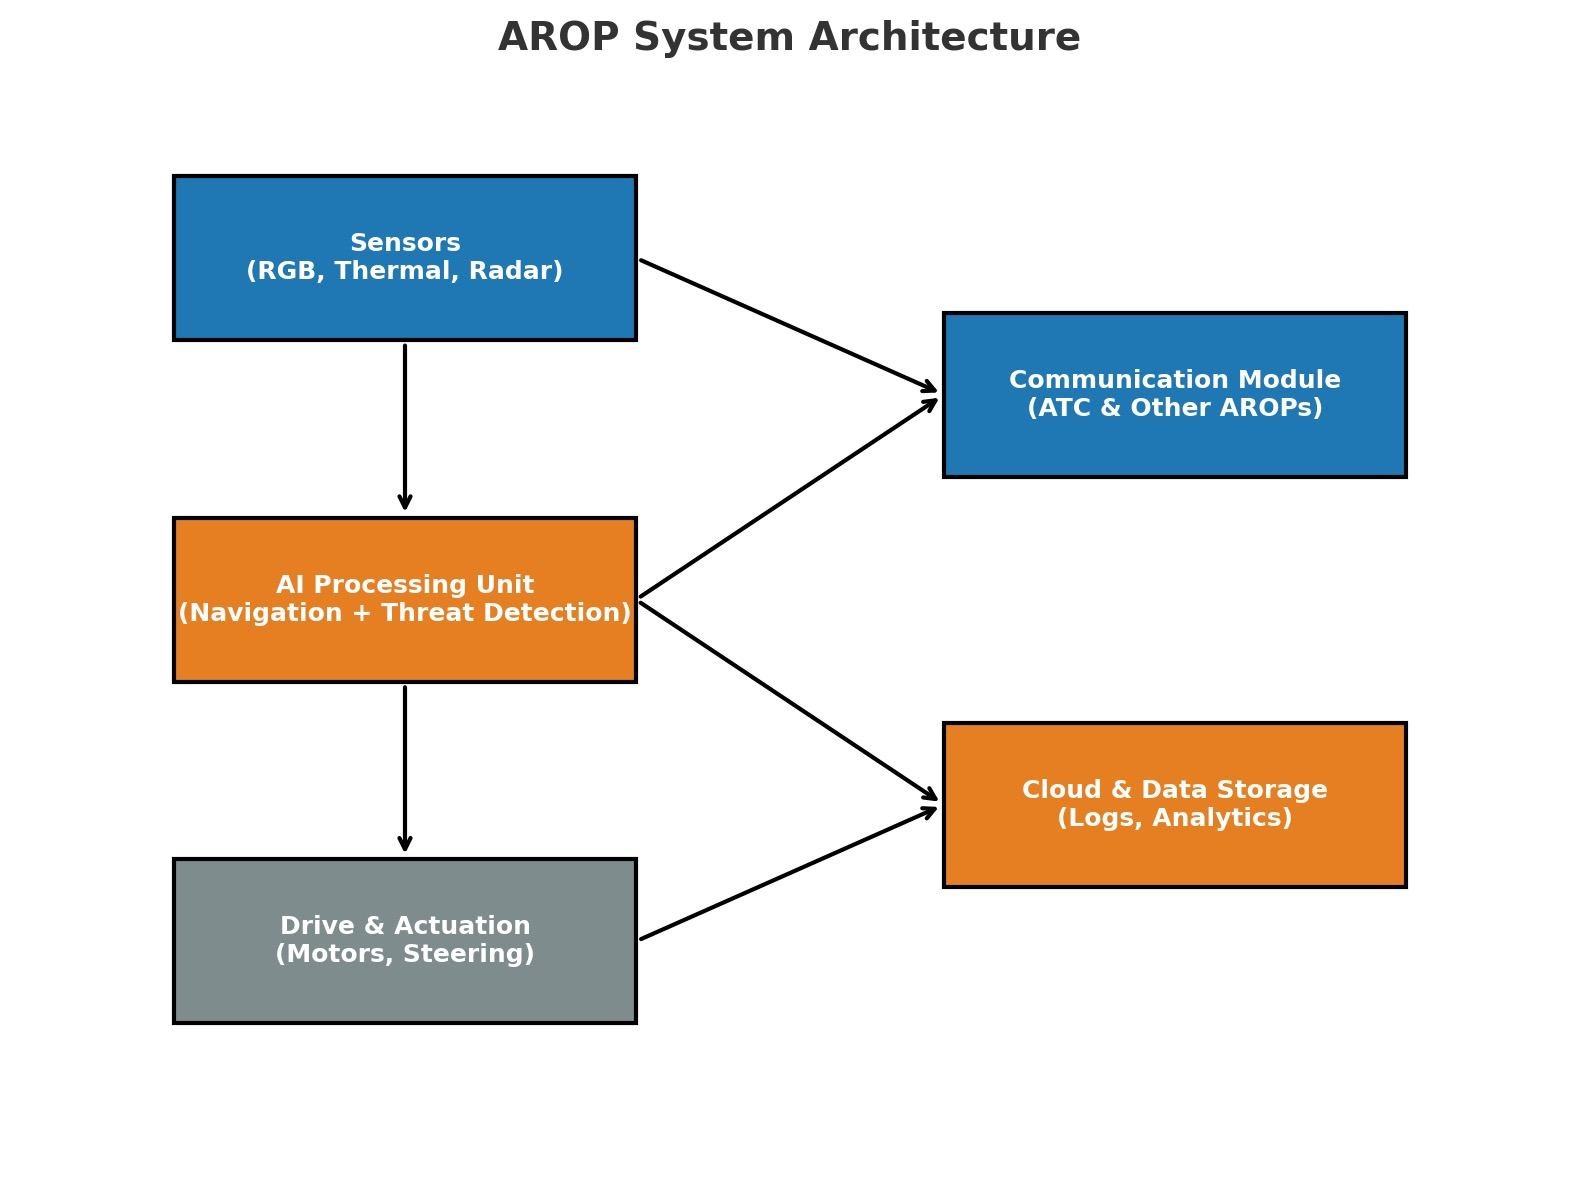 AROP System Architecture
Sensors
(RGB, Thermal, Radar)
Communication Module
(ATC & Other AROPs)
AI Processing Unit
(Navigation + Threat Detection)
Cloud & Data Storage
(Logs, Analytics)
Drive & Actuation
(Motors, Steering)